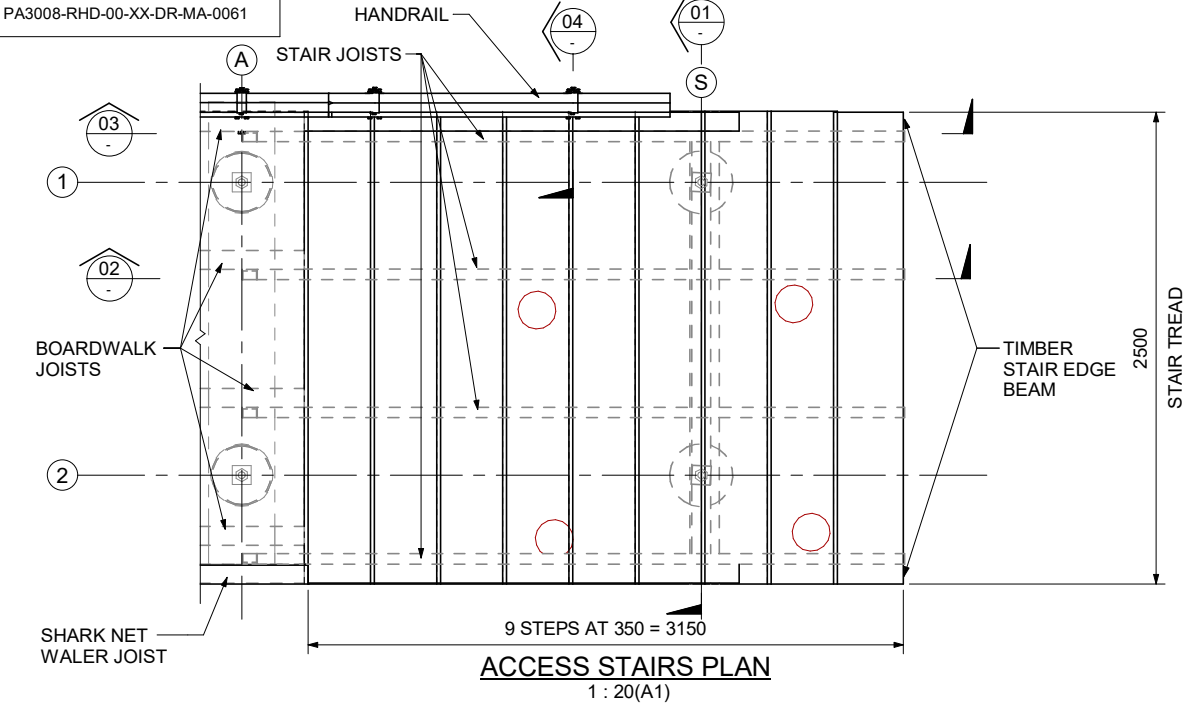 PA3008-RHD-00-XX-DR-MA-0061
HANDRAIL
04
-
01
-
STAIR JOISTS
A
S
03
-
1
02
-
BOARDWALK
JOISTS
TIMBER
STAIR EDGE
BEAM
2500
STAIR TREAD
2
SHARK NET
WALER JOIST
9 STEPS AT 350 = 3150
ACCESS STAIRS PLAN
1 : 20(A1)